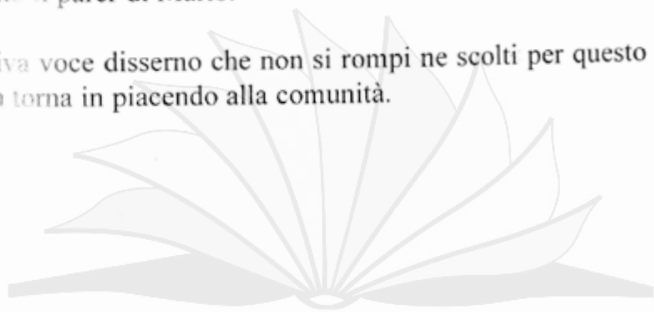 voce disserno che non si rompi ne scolti per questo
torna in piacendo alla comunità.